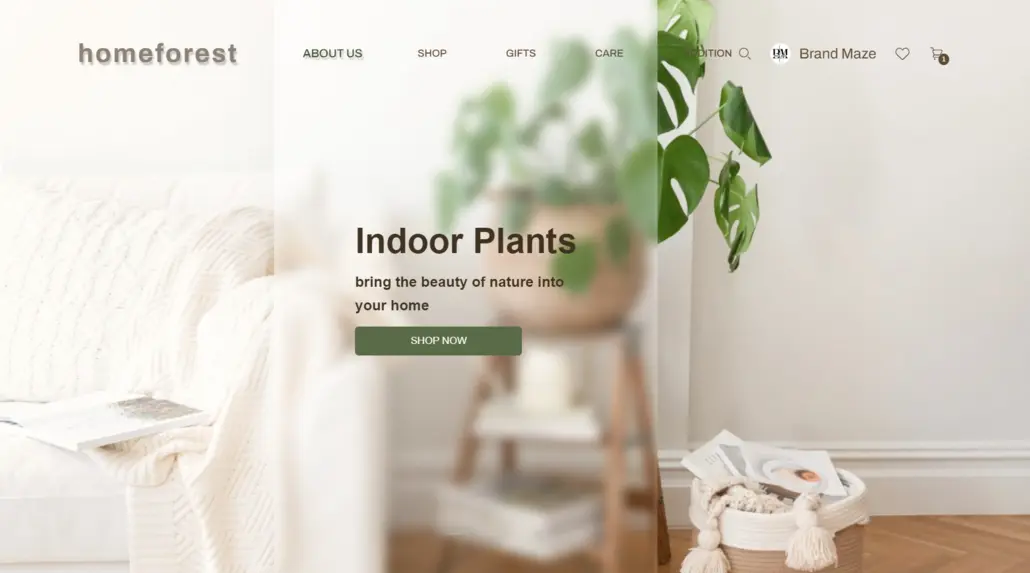 homeforest
ABOUT US
SHOP
GIFTS
CARE
DITION
BM
Brand Maze
1
Indoor Plants
bring the beauty of nature into
your home
SHOP NOW